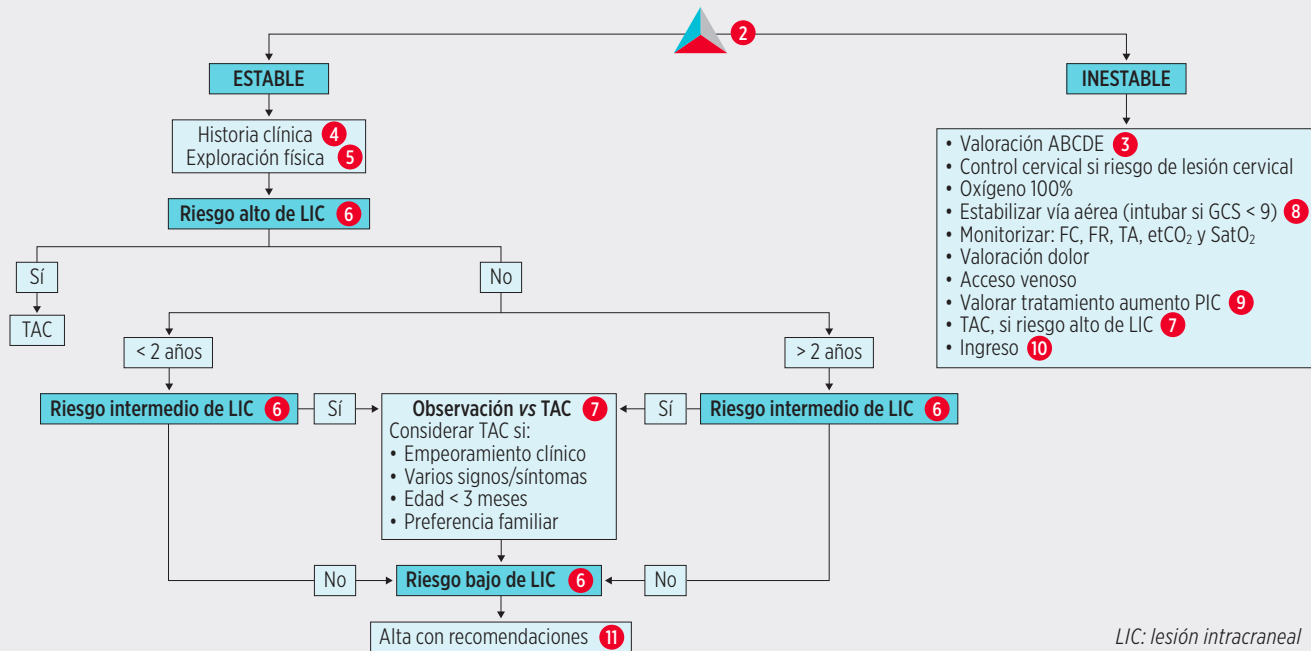 2
ESTABLE
INESTABLE
Historia clínica 4
Exploración física 5
Riesgo alto de LIC 6
Sí
No
TAC
< 2 años
> 2 años
Riesgo intermedio de LIC 6
Sí
Observación vs TAC 7
Considerar TAC si:
• Empeoramiento clínico
• Varios signos/síntomas
• Edad < 3 meses
• Preferencia familiar
Sí
Riesgo intermedio de LIC 6
No
Riesgo bajo de LIC 6
No
Alta con recomendaciones 11
• Valoración ABCDE 3
• Control cervical si riesgo de lesión cervical
• Oxígeno 100%
• Estabilizar vía aérea (intubar si GCS < 9) 8
• Monitorizar: FC, FR, TA, etCO₂ y SatO₂
• Valoración dolor
• Acceso venoso
• Valorar tratamiento aumento PIC 9
• TAC, si riesgo alto de LIC 7
• Ingreso 10
LIC: lesión intracraneal